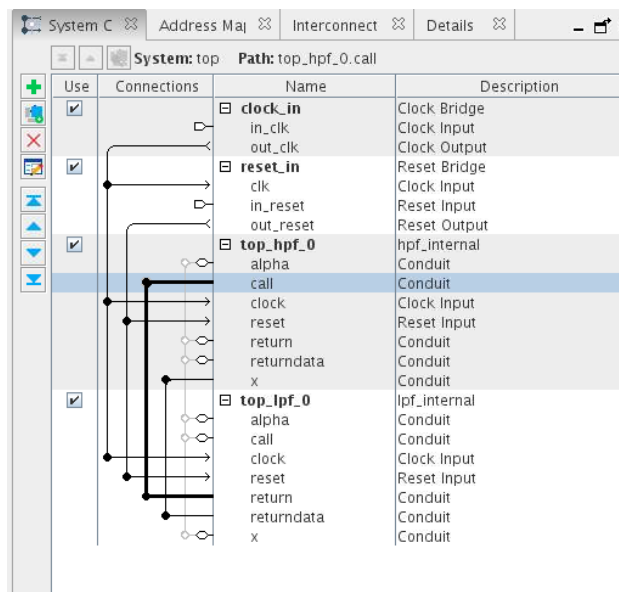 System C Address Maj Interconnect Details
System: top Path: top_hpf_0.call
Use Connections Name Description
clock_in Clock Bridge
in_clk Clock Input
out_clk Clock Output
reset_in Reset Bridge
clk Clock Input
in_reset Reset Input
out_reset Reset Output
top_hpf_0 hpf_internal
alpha Conduit
call Conduit
clock Clock Input
reset Reset Input
return Conduit
returndata Conduit
x Conduit
top_lpf_0 lpf_internal
alpha Conduit
call Conduit
clock Clock Input
reset Reset Input
return Conduit
returndata Conduit
x Conduit